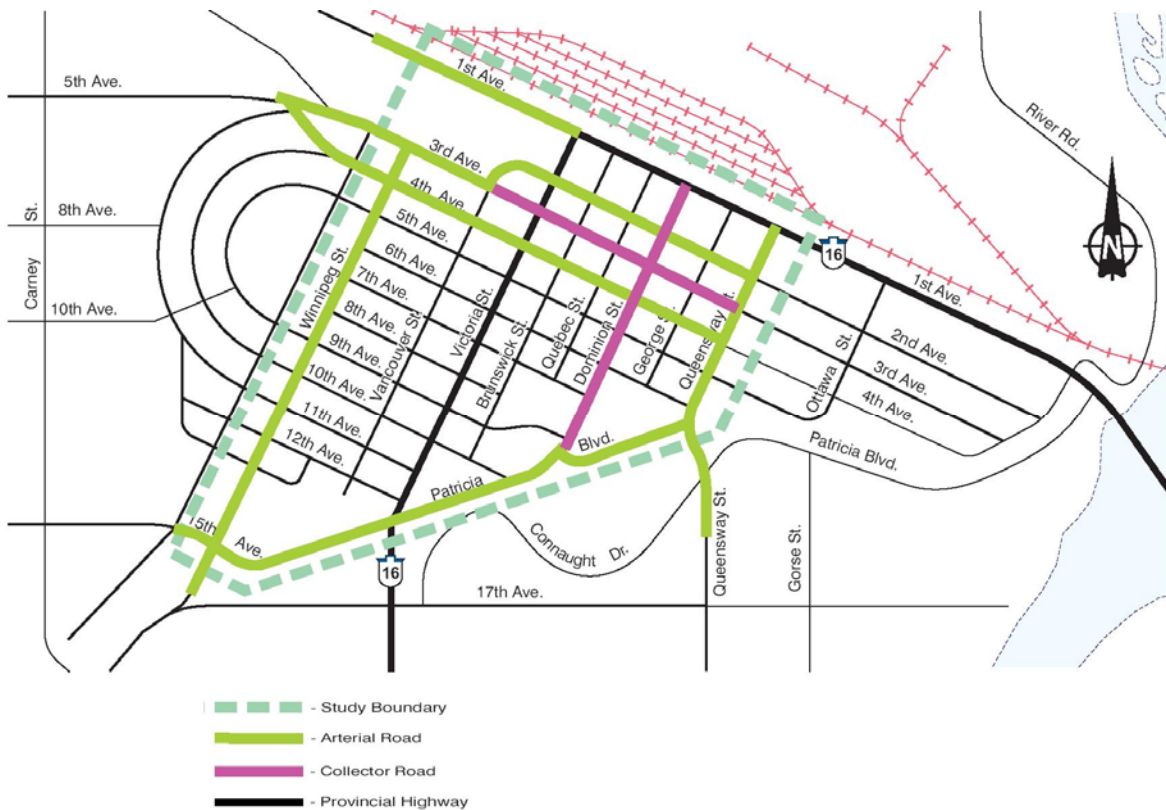 5th Ave.
1st Ave.
River Rd.
3rd Ave.
4th Ave.
8th Ave.
5th Ave.
N
Carney St.
6th Ave.
7th Ave.
16
1st Ave.
Winnipeg St.
8th Ave.
Victoria St.
Quebec St.
Dominion St.
George
Queensway St.
10th Ave.
9th Ave.
Vancouver St.
Brunswick St.
Ottawa St.
2nd Ave.
3rd Ave.
10th Ave.
4th Ave.
11th Ave.
12th Ave.
Blvd.
Patricia Blvd.
Patricia
15th Ave.
Connaught Dr.
Queensway St.
Gorse St.
16
17th Ave.
- Study Boundary
- Arterial Road
- Collector Road
- Provincial Highway